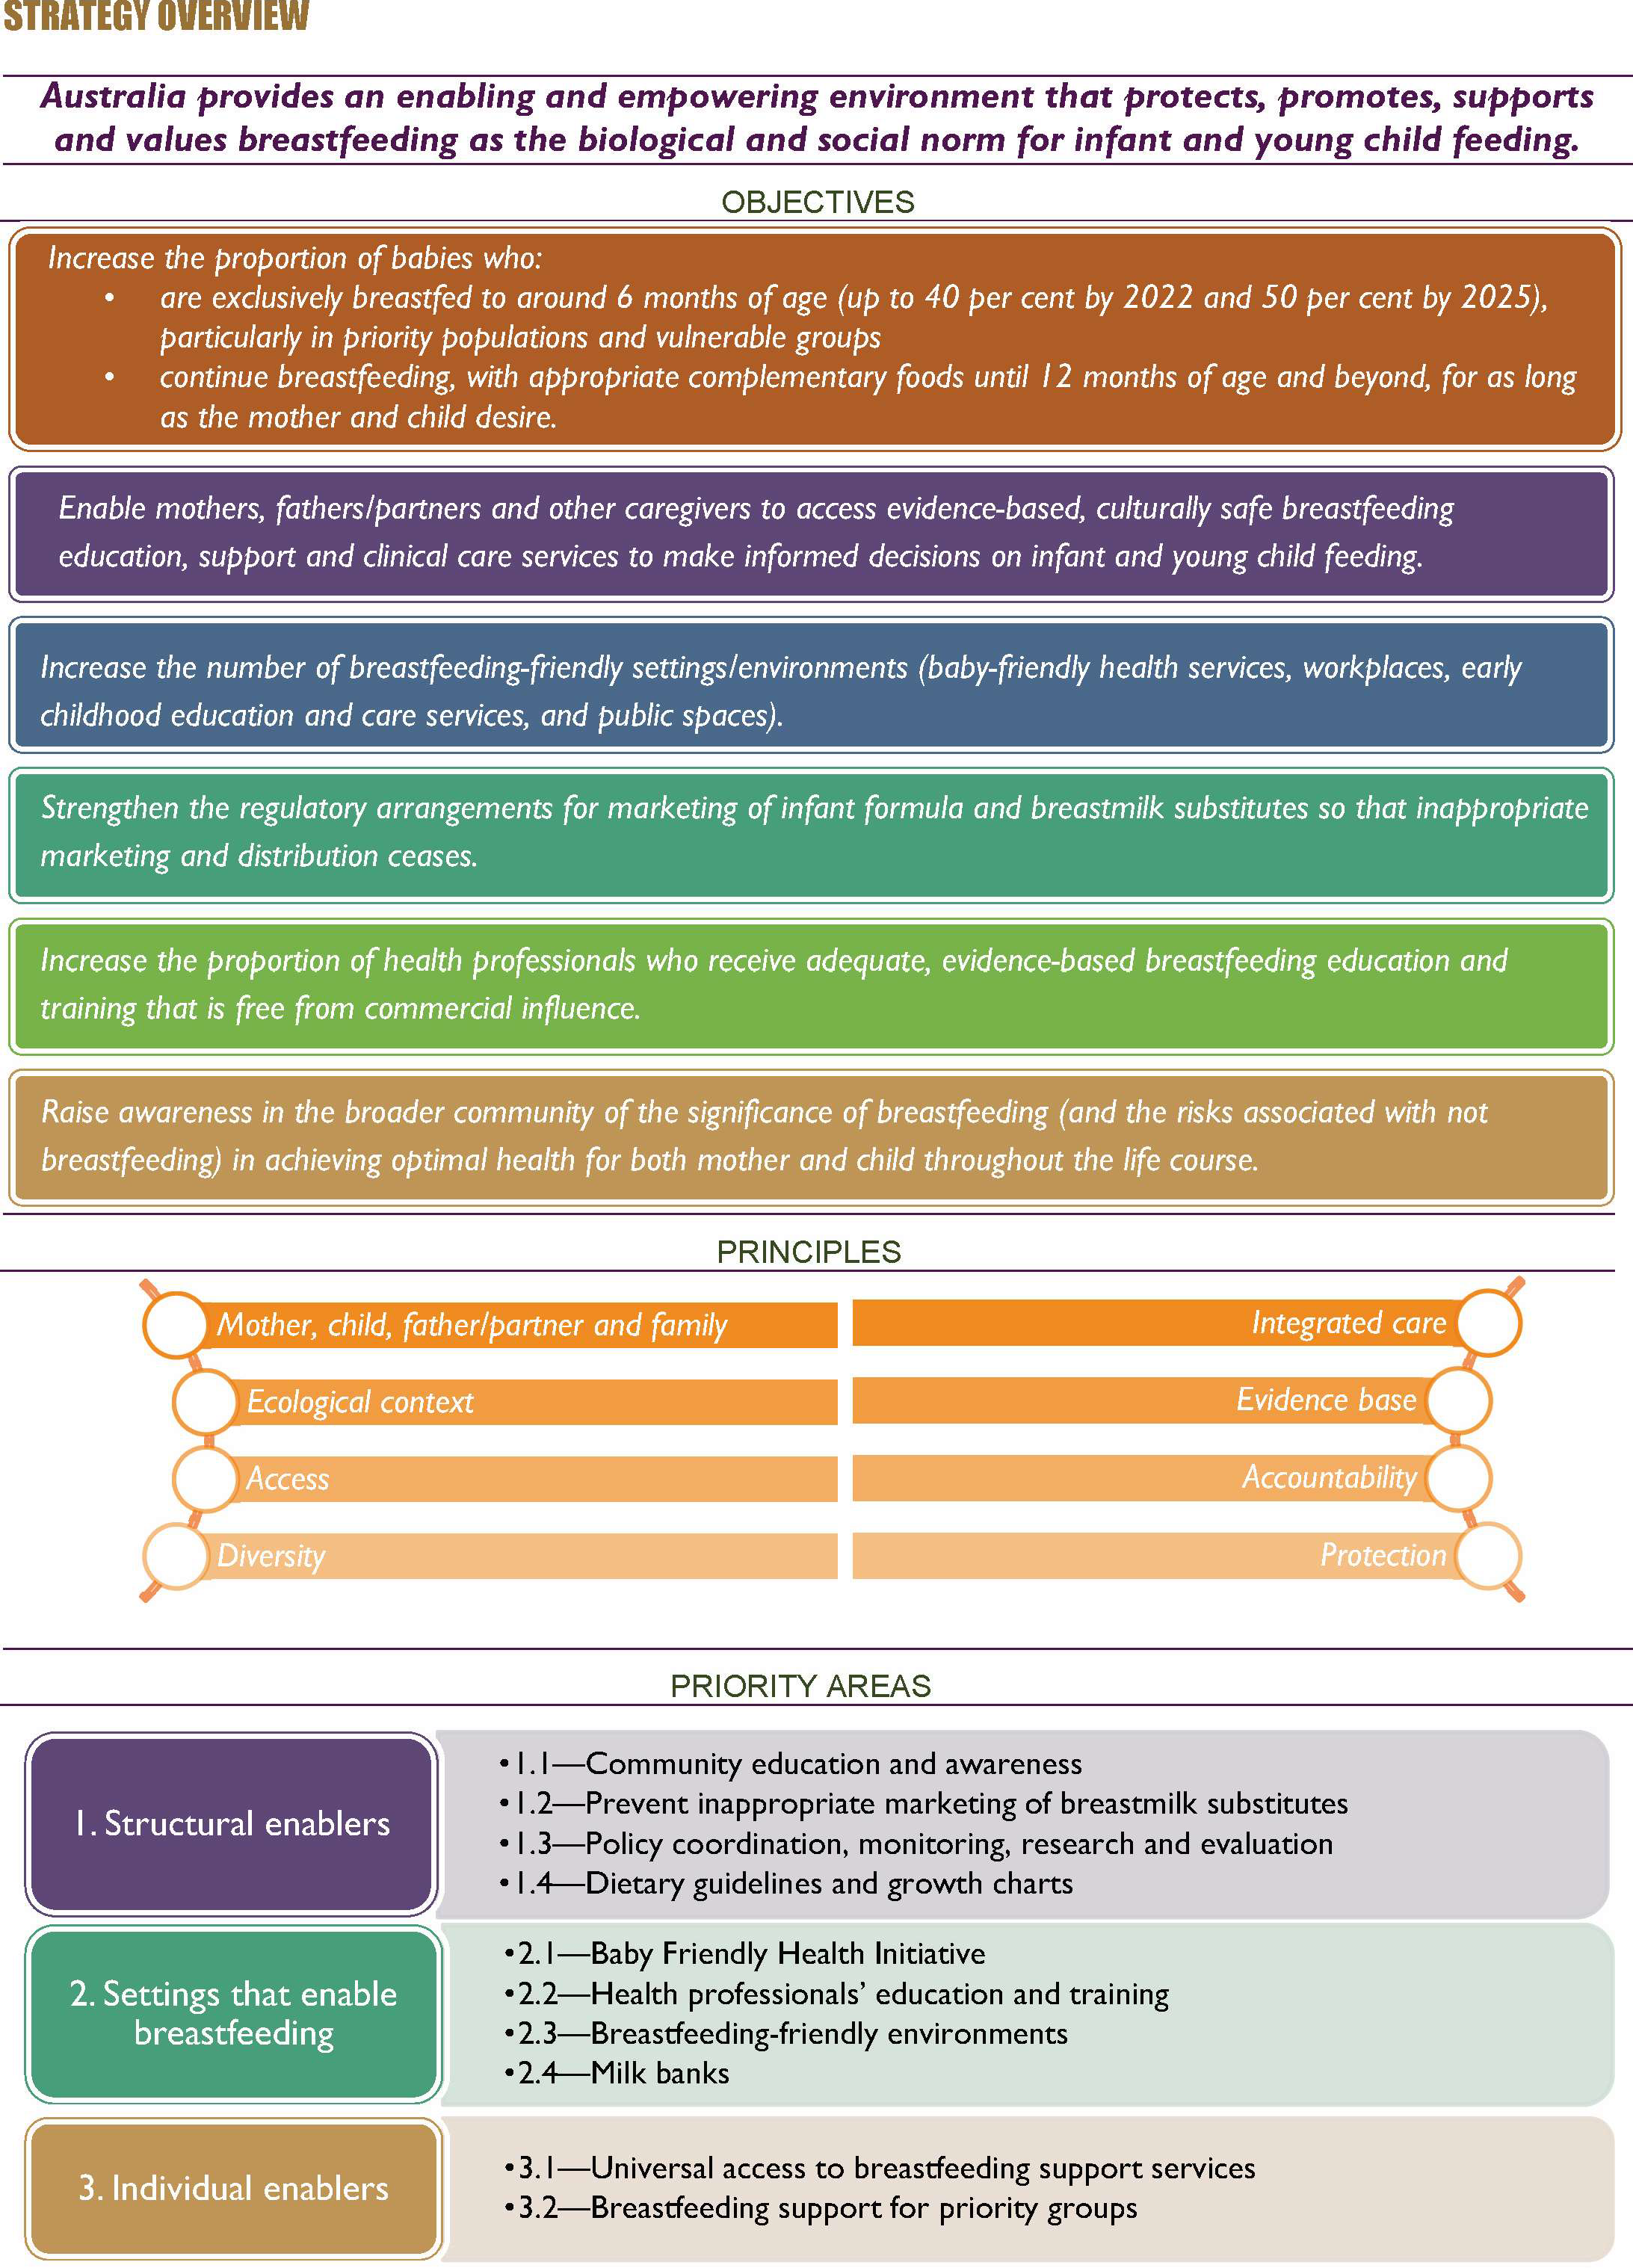 STRATEGY OVERVIEW
Australia provides an enabling and empowering environment that protects, promotes, supports
and values breastfeeding as the biological and social norm for infant and young child feeding.
OBJECTIVES
Increase the proportion of babies who:
• are exclusively breastfed to around 6 months of age (up to 40 per cent by 2022 and 50 per cent by 2025),
particularly in priority populations and vulnerable groups
• continue breastfeeding, with appropriate complementary foods until 12 months of age and beyond, for as long
as the mother and child desire.
Enable mothers, fathers/partners and other caregivers to access evidence-based, culturally safe breastfeeding
education, support and clinical care services to make informed decisions on infant and young child feeding.
Increase the number of breastfeeding-friendly settings/environments (baby-friendly health services, workplaces, early
childhood education and care services, and public spaces).
Strengthen the regulatory arrangements for marketing of infant formula and breastmilk substitutes so that inappropriate
marketing and distribution ceases.
Increase the proportion of health professionals who receive adequate, evidence-based breastfeeding education and
training that is free from commercial influence.
Raise awareness in the broader community of the significance of breastfeeding (and the risks associated with not
breastfeeding) in achieving optimal health for both mother and child throughout the life course.
PRINCIPLES
Mother, child, father/partner and family
Ecological context
Access
Diversity
Integrated care
Evidence base
Accountability
Protection
PRIORITY AREAS
1. Structural enablers
•1.1—Community education and awareness
•1.2—Prevent inappropriate marketing of breastmilk substitutes
•1.3—Policy coordination, monitoring, research and evaluation
•1.4—Dietary guidelines and growth charts
2. Settings that enable
breastfeeding
•2.1—Baby Friendly Health Initiative
•2.2—Health professionals’ education and training
•2.3—Breastfeeding-friendly environments
•2.4—Milk banks
3. Individual enablers
•3.1—Universal access to breastfeeding support services
•3.2—Breastfeeding support for priority groups